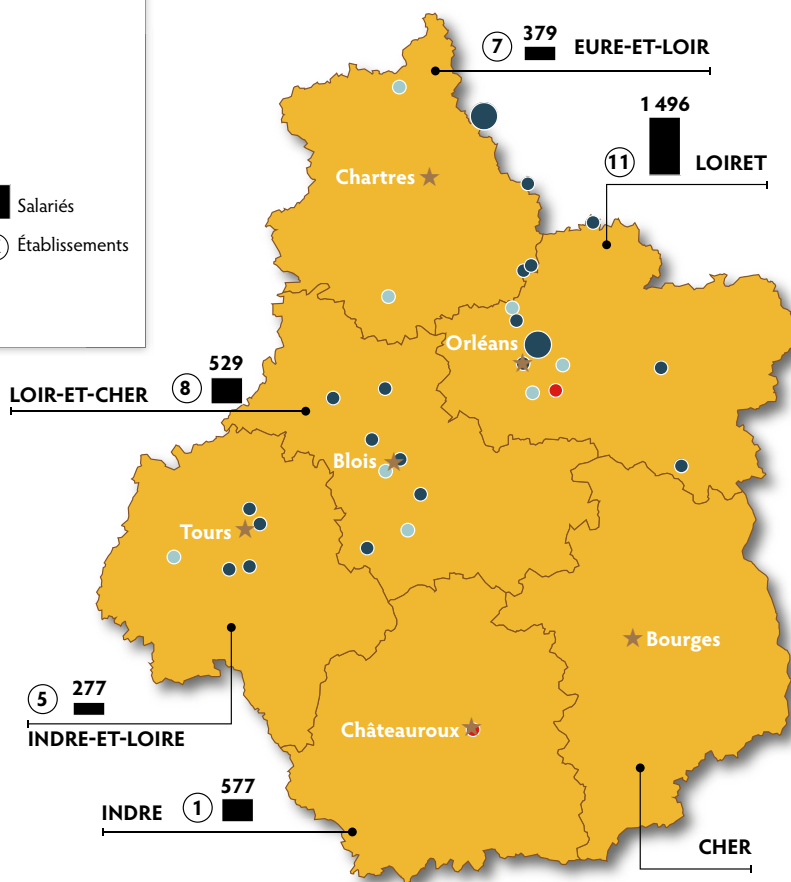 379
7 EURE-ET-LOIR
1 496
11 LOIRET
Chartres
Salariés
Établissements
Orléans
529
LOIR-ET-CHER 8
Blois
Tours
Bourges
277
5
INDRE-ET-LOIRE
Châteauroux
577
INDRE 1
CHER